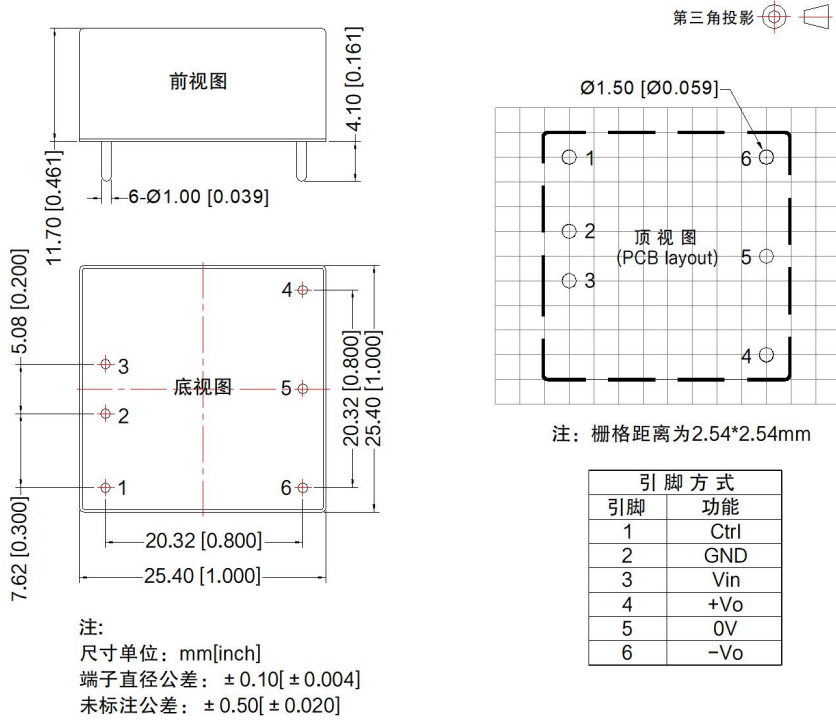 第三角投影
前视图
4.10 [0.161]
11.70 [0.461]
6-Ø1.00 [0.039]
Ø1.50 [Ø0.059]
1
6
2
顶 视 图
(PCB layout)
5
3
4
注：栅格距离为2.54*2.54mm
5.08 [0.200]
4
3
底视图
5
2
20.32 [0.800]
25.40 [1.000]
1
6
7.62 [0.300]
20.32 [0.800]
25.40 [1.000]
引 脚 方 式
引脚 功能
1 Ctrl
2 GND
3 Vin
4 +Vo
5 0V
6 −Vo
注:
尺寸单位：mm[inch]
端子直径公差：±0.10[±0.004]
未标注公差：±0.50[±0.020]